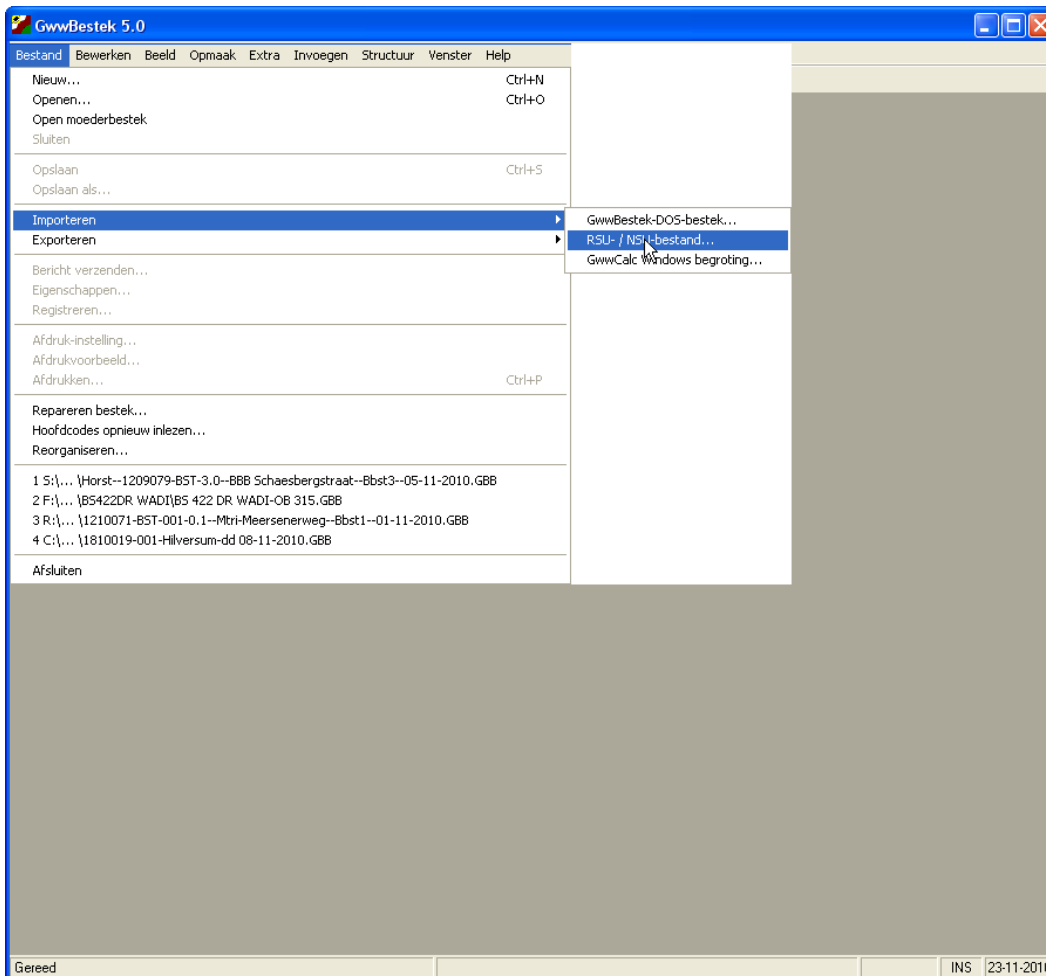 GwwBestek 5.0
Bestand Bewerken Beeld Opmaak Extra Invoegen Structuur Venster Help
Nieuw... Ctrl+N
Openen... Ctrl+O
Open moederbestek
Sluiten
Opslaan Ctrl+S
Opslaan als...
Importeren
Exporteren
GwwBestek-DOS-bestek...
RSU- / NSU-bestand...
GwwCalc Windows begroting...
Bericht verzenden...
Eigenschappen...
Registreren...
Afdruk-instelling...
Afdrukvoorbeeld...
Afdrukken... Ctrl+P
Repareren bestek...
Hoofdcodes opnieuw inlezen...
Reorganiseren...
1 S:\... \Horst--1209079-BST-3.0--BBB Schaesbergstraat--Bbst3--05-11-2010.GBB
2 F:\... \BS422DR WADI\BS 422 DR WADI-OB 315.GBB
3 R:\... \1210071-BST-001-0.1--Mtri-Meersenerweg--Bbst1--01-11-2010.GBB
4 C:\... \1810019-001-Hilversum-dd 08-11-2010.GBB
Afsluiten
Gereed INS 23-11-2010